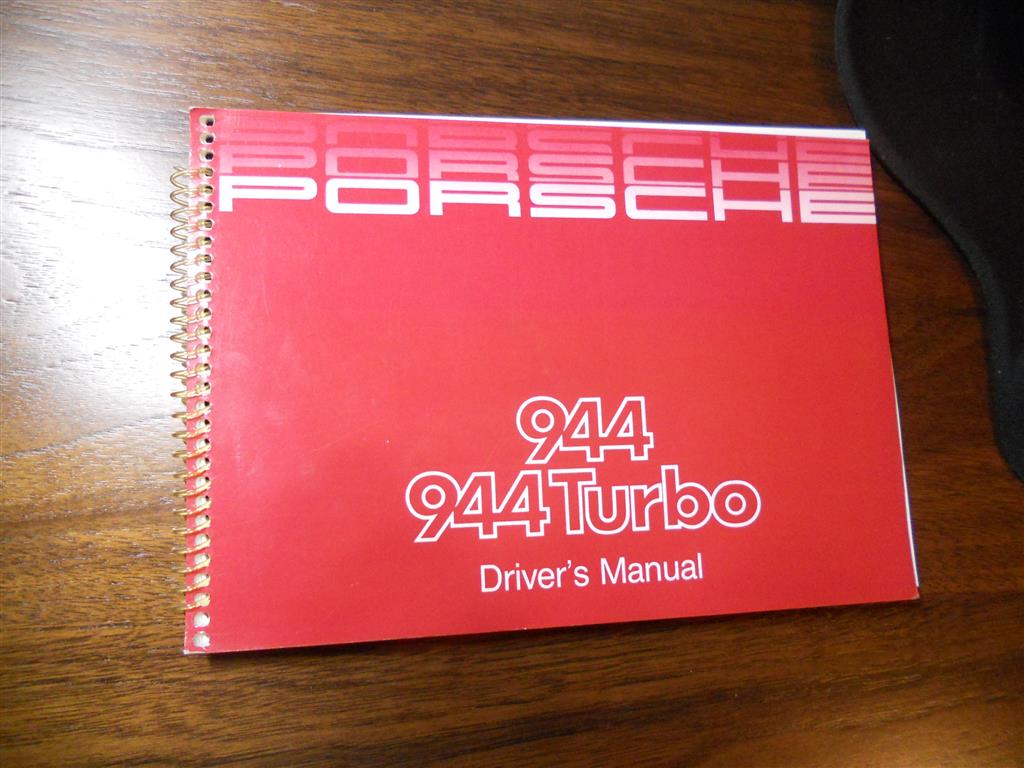 PORSCHE
PORSCHE
PORSCHE
944
944 Turbo
Driver's Manual